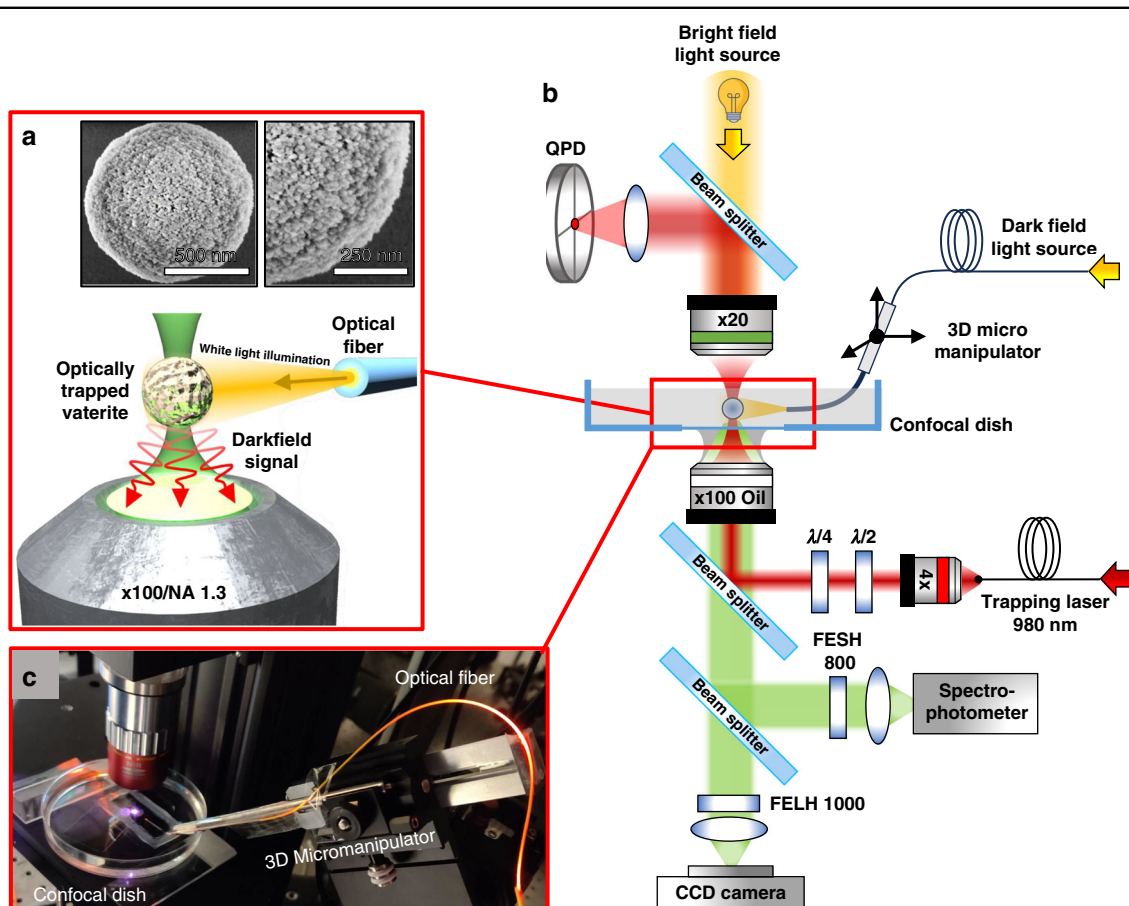 a
500 nm
250 nm
Optically
trapped
vaterite
White light illumination
Optical
fiber
Darkfield
signal
x100/NA 1.3
b
Bright field
light source
QPD
Beam splitter
Dark field
light source
x20
3D micro
manipulator
Confocal dish
x100 Oil
λ/4
λ/2
4x
Trapping laser
980 nm
Beam splitter
FESH
800
Spectro-
photometer
Beam splitter
FELH 1000
CCD camera
c
Optical fiber
3D Micromanipulator
Confocal dish